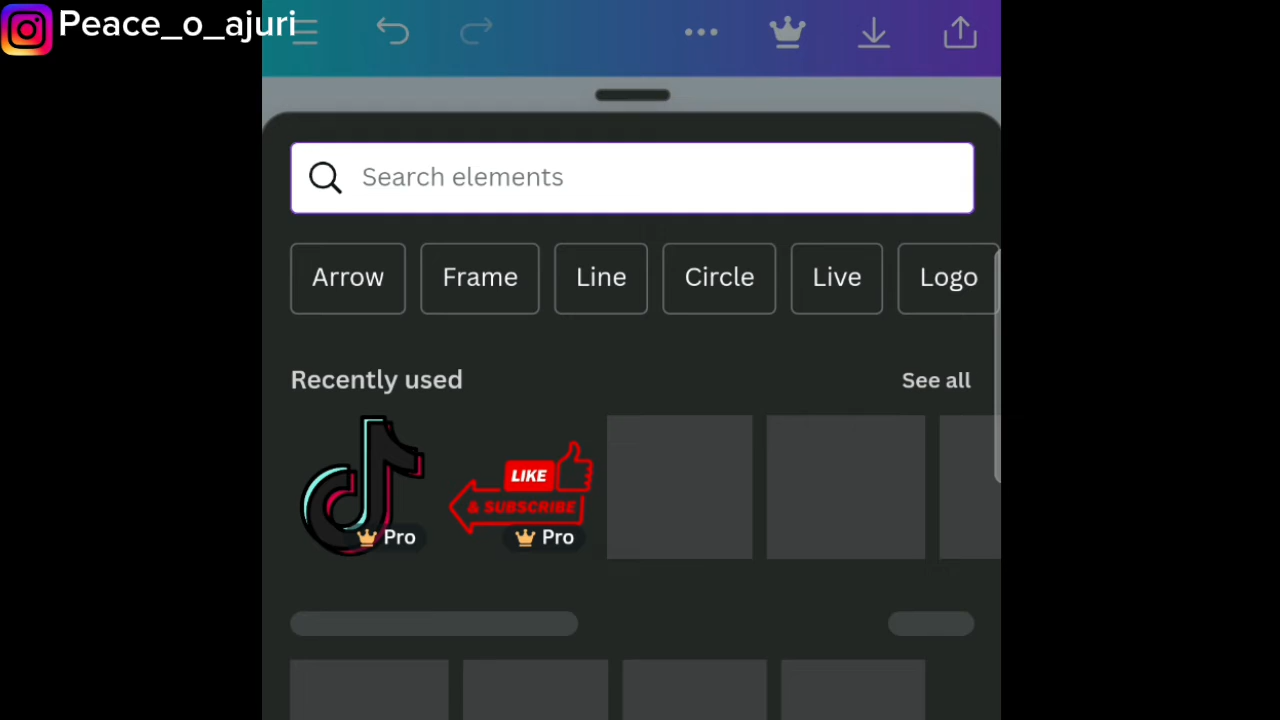 Peace_o_ajuri
Search elements
Arrow Frame Line Circle Live Logo
Recently used See all
LIKE
& SUBSCRIBE
Pro Pro